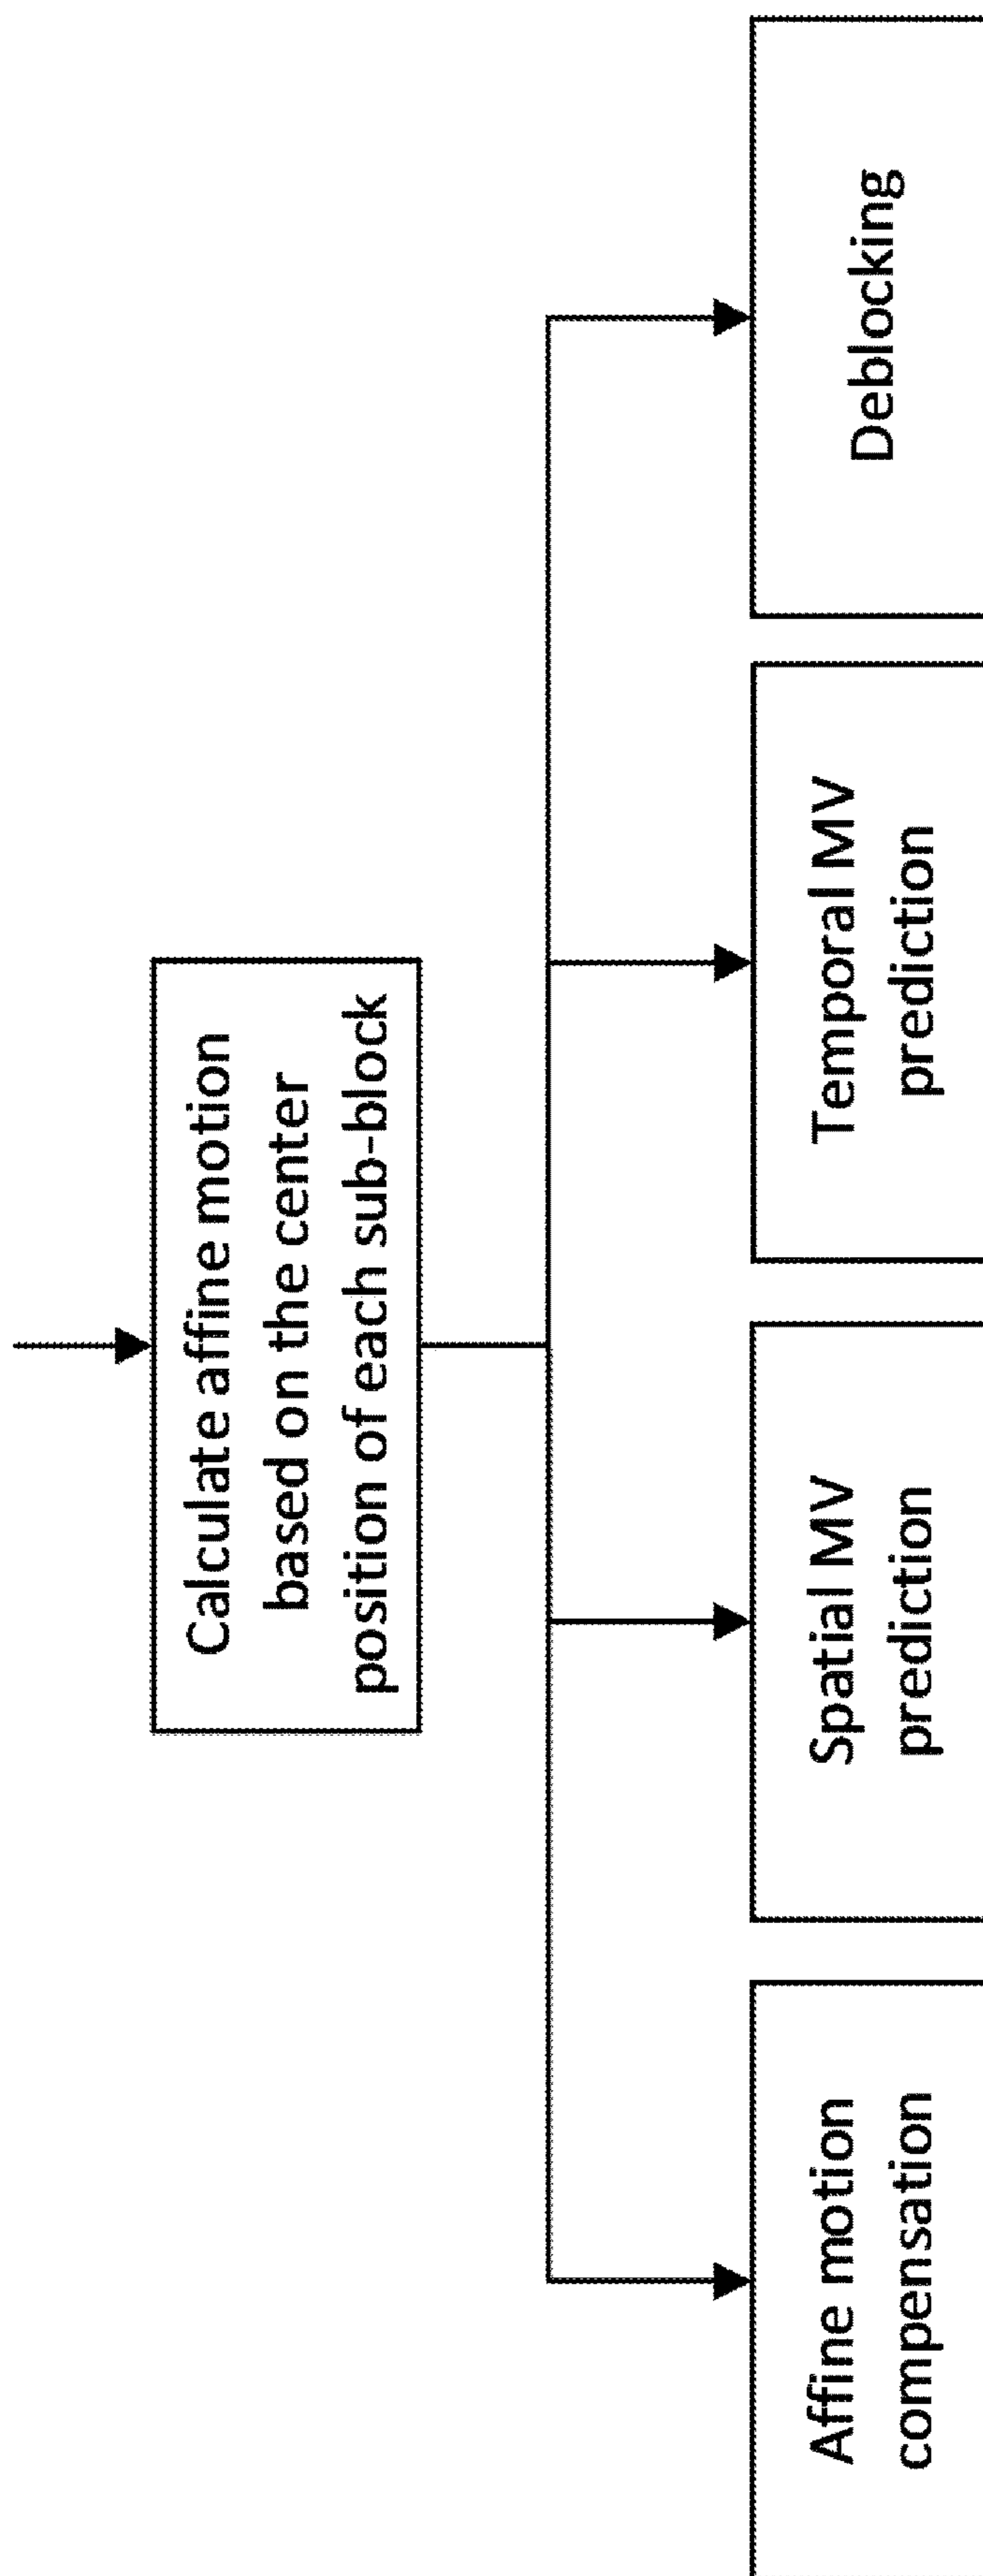 Calculate affine motion
based on the center
position of each sub-block
Affine motion
compensation
Spatial MV
prediction
Temporal MV
prediction
Deblocking